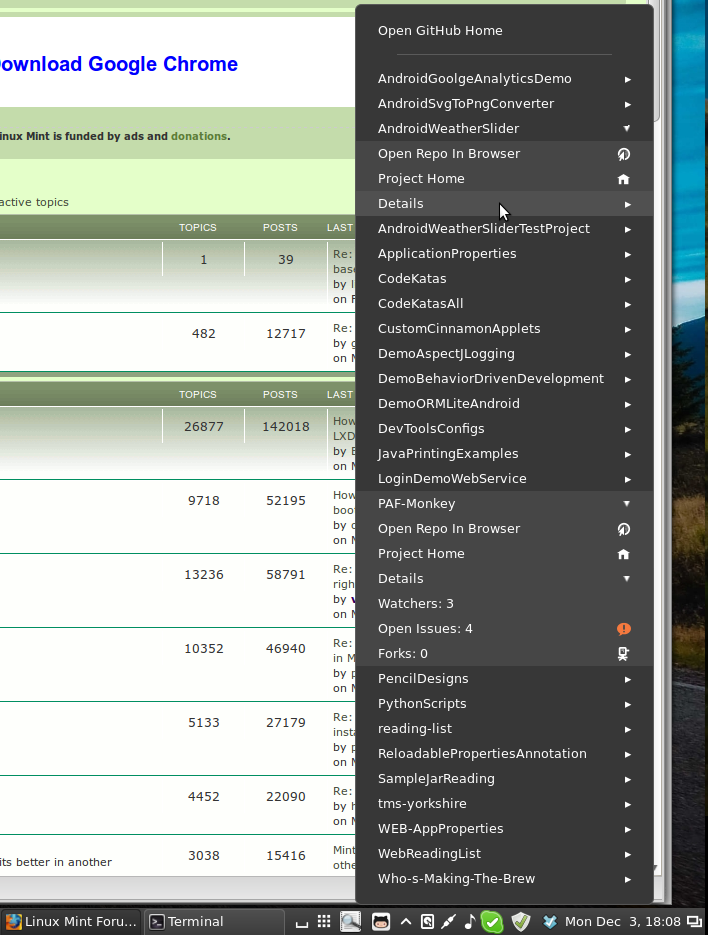 Download Google Chrome
inux Mint is funded by ads and donations.
active topics
TOPICS POSTS LAST
1 39 Re:
by
on
482 12717 Re:
by
on
TOPICS POSTS LAST
26877 142018 How
LXD
by
on
9718 52195 How
boo
by
on
13236 58791 Re:
righ
by
on
10352 46940 Re:
in M
by
on
5133 27179 Re:
insta
by
on
4452 22090 Re:
by
on
its better in another 3038 15416 Mint
othe
Open GitHub Home
AndroidGoolgeAnalyticsDemo
AndroidSvgToPngConverter
AndroidWeatherSlider
Open Repo In Browser
Project Home
Details
AndroidWeatherSliderTestProject
ApplicationProperties
CodeKatas
CodeKatasAll
CustomCinnamonApplets
DemoAspectJLogging
DemoBehaviorDrivenDevelopment
DemoORMLiteAndroid
DevToolsConfigs
JavaPrintingExamples
LoginDemoWebService
PAF-Monkey
Open Repo In Browser
Project Home
Details
Watchers: 3
Open Issues: 4
Forks: 0
PencilDesigns
PythonScripts
reading-list
ReloadablePropertiesAnnotation
SampleJarReading
tms-yorkshire
WEB-AppProperties
WebReadingList
Who-s-Making-The-Brew
Linux Mint Foru... Terminal Mon Dec 3, 18:08